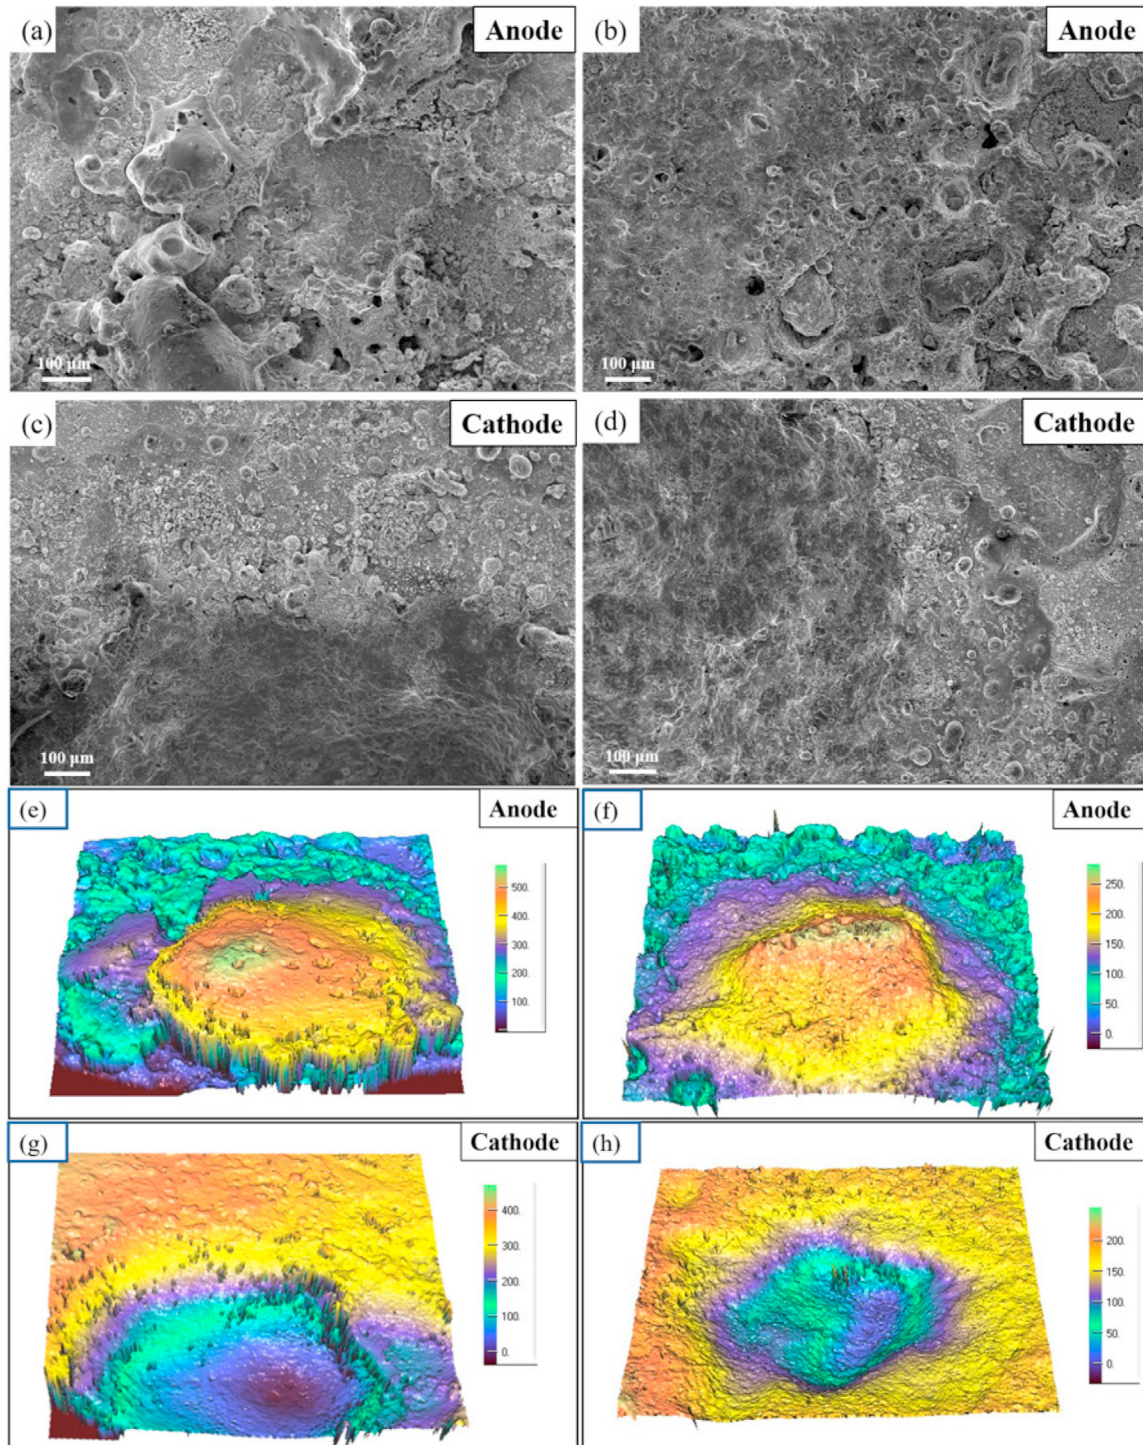 (a) Anode
(b) Anode
100 μm
100 μm
(c) Cathode
(d) Cathode
100 μm
100 μm
(e) Anode
(f) Anode
500.
400.
300.
200.
100.
250.
200.
150.
100.
50.
0.
(g) Cathode
(h) Cathode
400.
300.
200.
100.
0.
200.
150.
100.
50.
0.